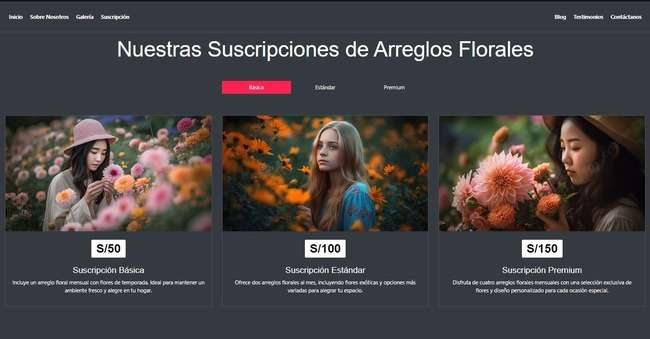 Inicio Sobre Nosotros Galería Suscripción Blog Testimonios Contáctanos
Nuestras Suscripciones de Arreglos Florales
Básica Estándar Premium
S/50
Suscripción Básica
Incluye un arreglo floral mensual con flores de temporada. Ideal para mantener un
ambiente fresco y alegre en tu hogar.
S/100
Suscripción Estándar
Ofrece dos arreglos florales al mes, incluyendo flores exóticas y opciones más
variadas para alegrar tu espacio.
S/150
Suscripción Premium
Disfruta de cuatro arreglos florales mensuales con una selección exclusiva de
flores y diseño personalizado para cada ocasión especial.